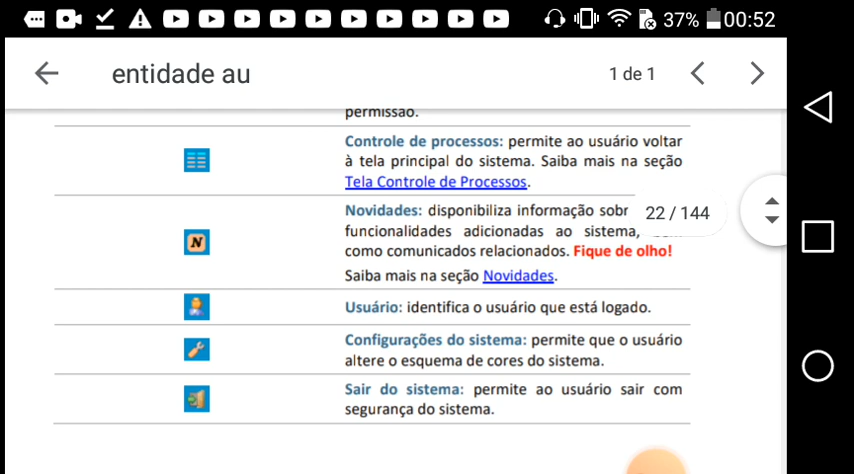 37% 00:52
entidade au
1 de 1
permissão.
Controle de processos: permite ao usuário voltar
à tela principal do sistema. Saiba mais na seção
Tela Controle de Processos.
Novidades: disponibiliza informação sobr
22 / 144
funcionalidades adicionadas ao sistema,
como comunicados relacionados. Fique de olho!
Saiba mais na seção Novidades.
N
Usuário: identifica o usuário que está logado.
Configurações do sistema: permite que o usuário
altere o esquema de cores do sistema.
Sair do sistema: permite ao usuário sair com
segurança do sistema.